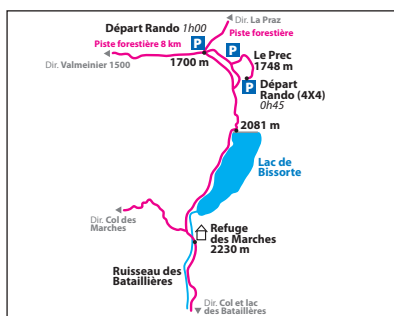 Dir. La Praz
Départ Rando 1h00
Piste forestière 8 km
Piste forestière
P
P
Le Prec
1748 m
Dir. Valmeinier 1500
1700 m
P
Départ
Rando (4X4)
0h45
2081 m
Lac de
Bissorte
Dir. Col des
Marches
Refuge
des Marches
2230 m
Ruisseau des
Bataillières
Dir. Col et lac
des Bataillères